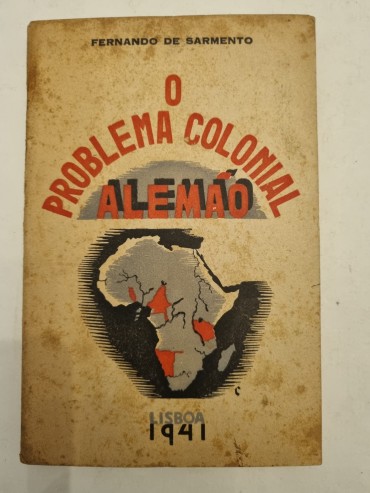 FERNANDO DE SARMENTO
O
PROBLEMA COLONIAL
ALEMÃO
LISBOA
1941